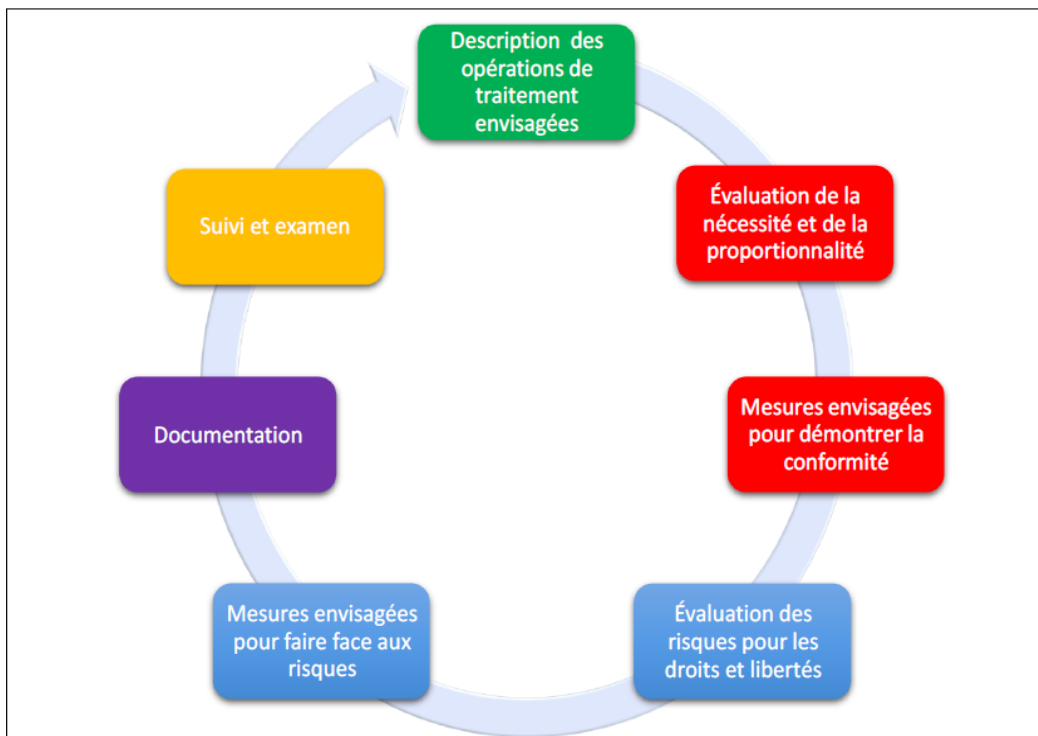 Description des
opérations de
traitement
envisagées
Évaluation de la
nécessité et de la
proportionnalité
Mesures envisagées
pour démontrer la
conformité
Évaluation des
risques pour les
droits et libertés
Mesures envisagées
pour faire face aux
risques
Documentation
Suivi et examen